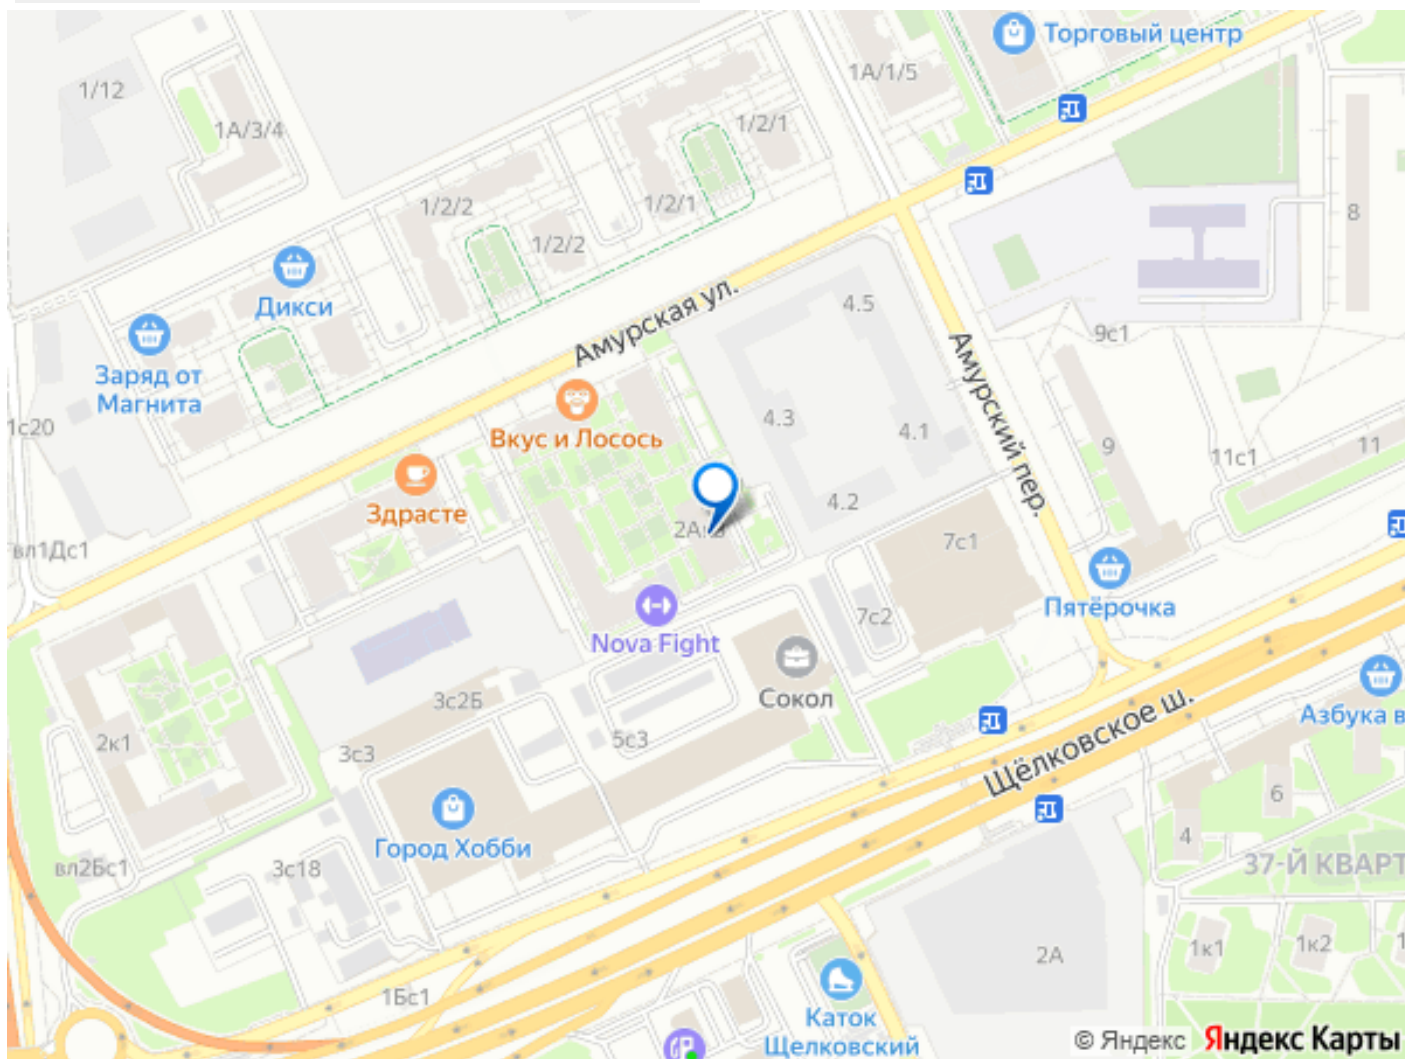 Торговый центр
1/12
1А/1/5
1А/3/4
1/2/1
1/2/2
1/2/1
8
1/2/2
Дикси
4.5
Амурская ул.
9с1
Амурский пер.
Заряд от
Магнита
4.3
4.1
1с20
Вкус и Лосось
9
11
11с1
Здрасте
4.2
7с1
вл1Дс1
Пятёрочка
7с2
Nova Fight
Сокол
3с2Б
Щёлковское ш.
Азбука в
2к1
5с3
3с3
6
4
Город Хобби
вл2Бс1
3с18
37-Й КВАРТ
1к1
1к2
2А
1Бс1
Каток
Щелковский
© Яндекс Яндекс Карты